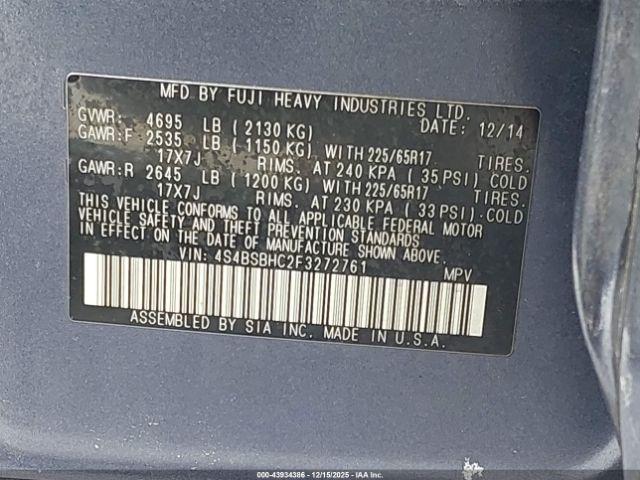 MFD BY FUJI HEAVY INDUSTRIES LTD.
GVWR: 4695 LB ( 2130 KG) DATE: 12/14
GAWR:F 2535 LB ( 1150 KG) WITH 225/65R17 TIRES.
17X7J RIMS. AT 240 KPA ( 35 PSI) COLD
GAWR:R 2645 LB ( 1200 KG) WITH 225/65R17 TIRES.
17X7J RIMS. AT 230 KPA ( 33 PSI) COLD
THIS VEHICLE CONFORMS TO ALL APPLICABLE FEDERAL MOTOR
VEHICLE SAFETY AND THEFT PREVENTION STANDARDS
IN EFFECT ON THE DATE OF MANUFACTURE SHOWN ABOVE.
VIN: 4S4BSBHC2F3272761 MPV
ASSEMBLED BY SIA INC. MADE IN U.S.A.
000-43934386 - 12/15/2025 - IAAI.com